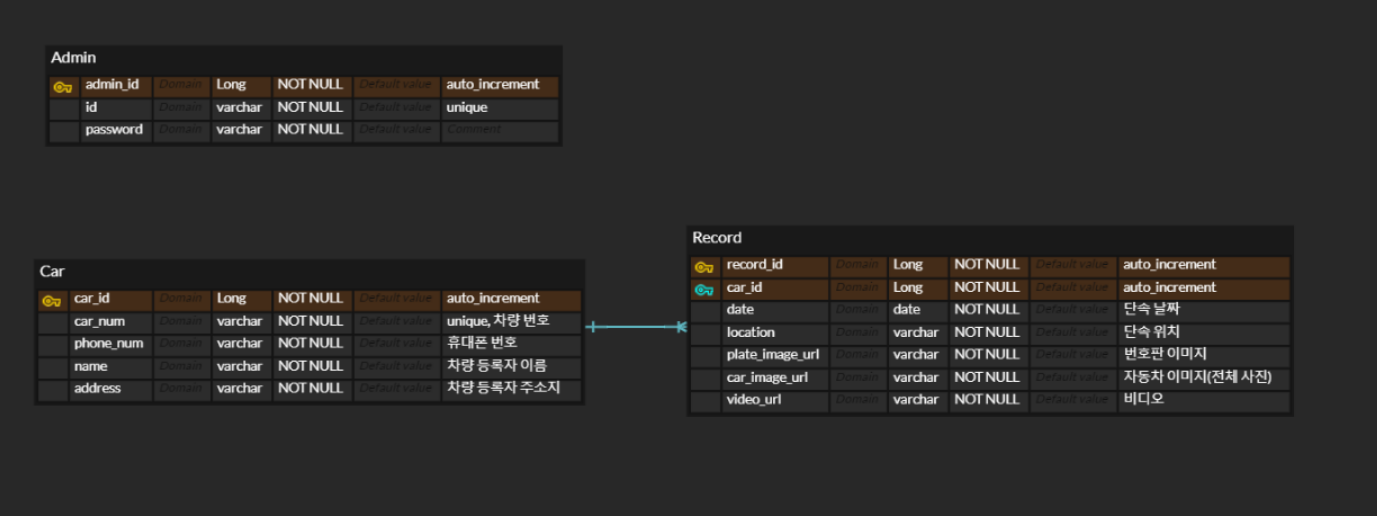 Admin
admin_id Domain Long NOT NULL Default value auto_increment
id Domain varchar NOT NULL Default value unique
password Domain varchar NOT NULL Default value Comment
Record
record_id Domain Long NOT NULL Default value auto_increment
car_id Domain Long NOT NULL Default value auto_increment
date Domain date NOT NULL Default value 단속 날짜
location Domain varchar NOT NULL Default value 단속 위치
plate_image_url Domain varchar NOT NULL Default value 번호판 이미지
car_image_url Domain varchar NOT NULL Default value 자동차 이미지(전체 사진)
video_url Domain varchar NOT NULL Default value 비디오
Car
car_id Domain Long NOT NULL Default value auto_increment
car_num Domain varchar NOT NULL Default value unique, 차량 번호
phone_num Domain varchar NOT NULL Default value 휴대폰 번호
name Domain varchar NOT NULL Default value 차량 등록자 이름
address Domain varchar NOT NULL Default value 차량 등록자 주소지